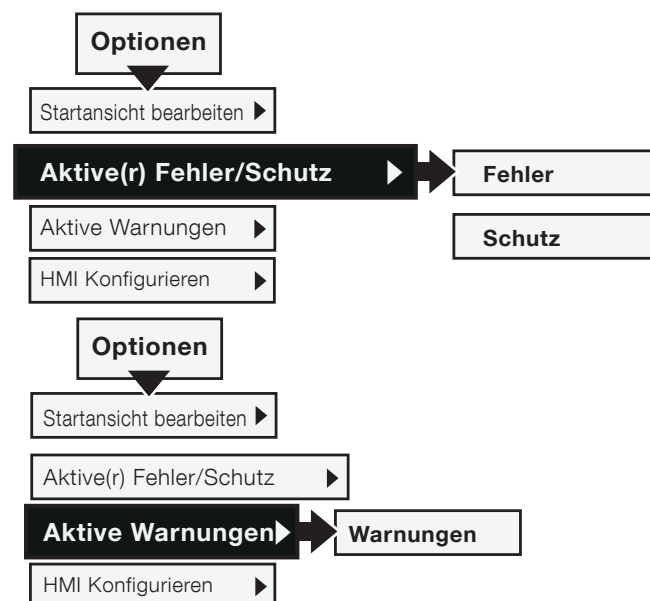 Optionen
Startansicht bearbeiten
Aktive(r) Fehler/Schutz
Fehler
Aktive Warnungen
Schutz
HMI Konfigurieren
Optionen
Startansicht bearbeiten
Aktive(r) Fehler/Schutz
Aktive Warnungen
Warnungen
HMI Konfigurieren